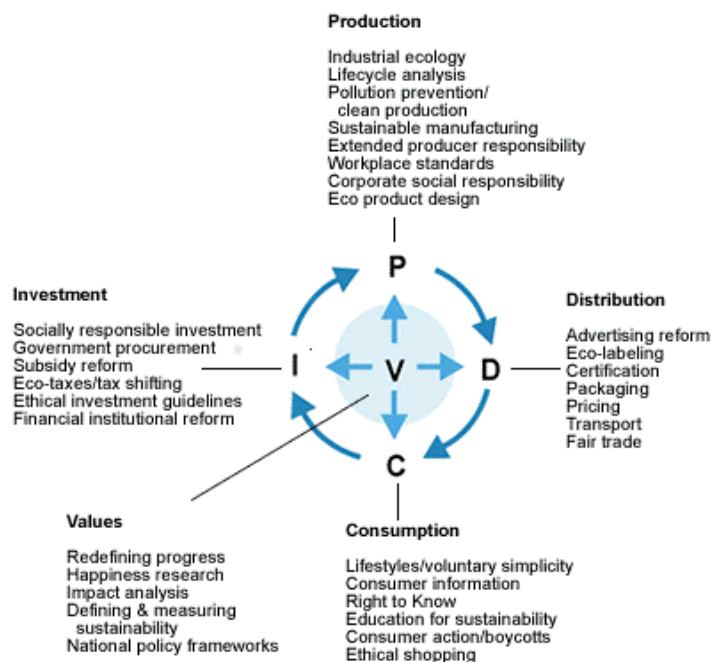 Production
Industrial ecology
Lifecycle analysis
Pollution prevention/
clean production
Sustainable manufacturing
Extended producer responsibility
Workplace standards
Corporate social responsibility
Eco product design
P
Investment
Socially responsible investment
Government procurement
Subsidy reform
Eco-taxes/tax shifting
Ethical investment guidelines
Financial institutional reform
I
V
D
Distribution
Advertising reform
Eco-labeling
Certification
Packaging
Pricing
Transport
Fair trade
C
Values
Redefining progress
Happiness research
Impact analysis
Defining & measuring
sustainability
National policy frameworks
Consumption
Lifestyles/voluntary simplicity
Consumer information
Right to Know
Education for sustainability
Consumer action/boycotts
Ethical shopping